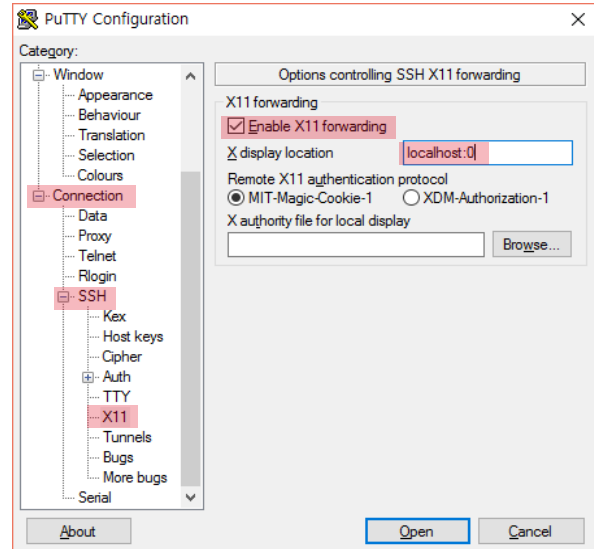 PuTTY Configuration
Category:
Window
Appearance
Behaviour
Translation
Selection
Colours
Connection
Data
Proxy
Telnet
Rlogin
SSH
Kex
Host keys
Cipher
Auth
TTY
X11
Tunnels
Bugs
More bugs
Serial
Options controlling SSH X11 forwarding
X11 forwarding
Enable X11 forwarding
X display location localhost:0
Remote X11 authentication protocol
MIT-Magic-Cookie-1 XDM-Authorization-1
X authority file for local display
Browse...
About Open Cancel